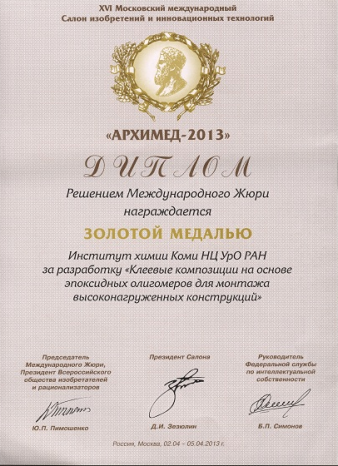 XVI Московский международный
Салон изобретений и инновационных технологий
«АРХИМЕД-2013»
ДИПЛОМ
Решением Международного Жюри
награждается
ЗОЛОТОЙ МЕДАЛЬЮ
Институт химии Коми НЦ УрО РАН
за разработку «Клеевые композиции на основе
эпоксидных олигомеров для монтажа
высоконагруженных конструкций»
Председатель
Международного Жюри,
Президент Всероссийского
общества изобретателей
и рационализаторов
Ю.П. Пимошенко
Президент Салона
Д.И. Зезюлин
Руководитель
Федеральной службы
по интеллектуальной
собственности
Б.П. Симонов
Россия, Москва, 02.04 – 05.04.2013 г.